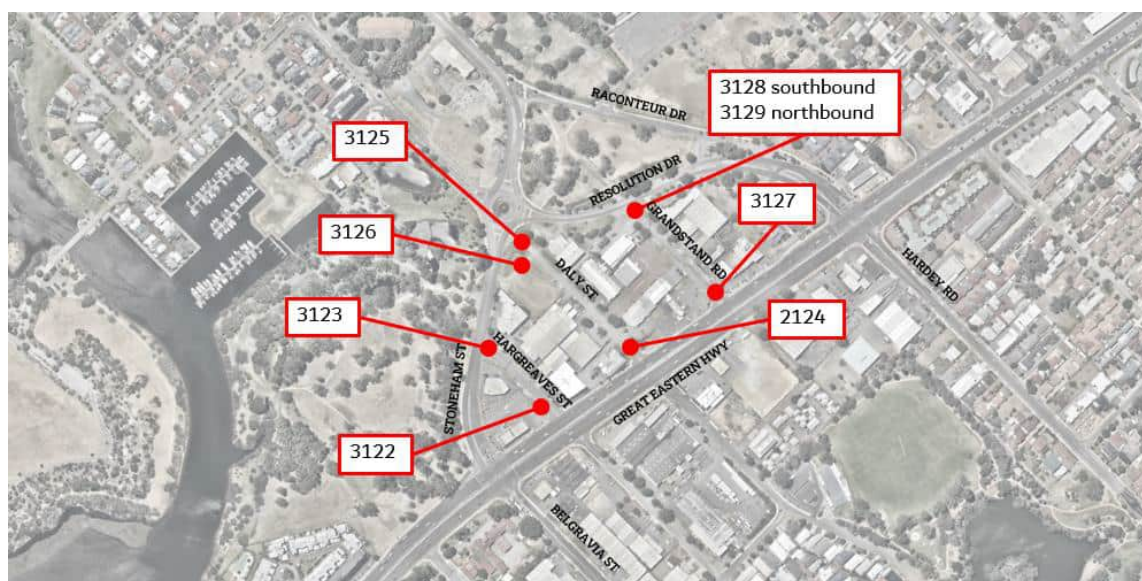 RACONTEUR DR
3128 southbound
3129 northbound
3125
RESOLUTION DR
3127
GRANDSTAND RD
3126
DALY ST
HARDEY RD
3123
2124
HARGREAVES ST
STONEHAM ST
GREAT EASTERN HWY
3122
BELGRAVIA ST